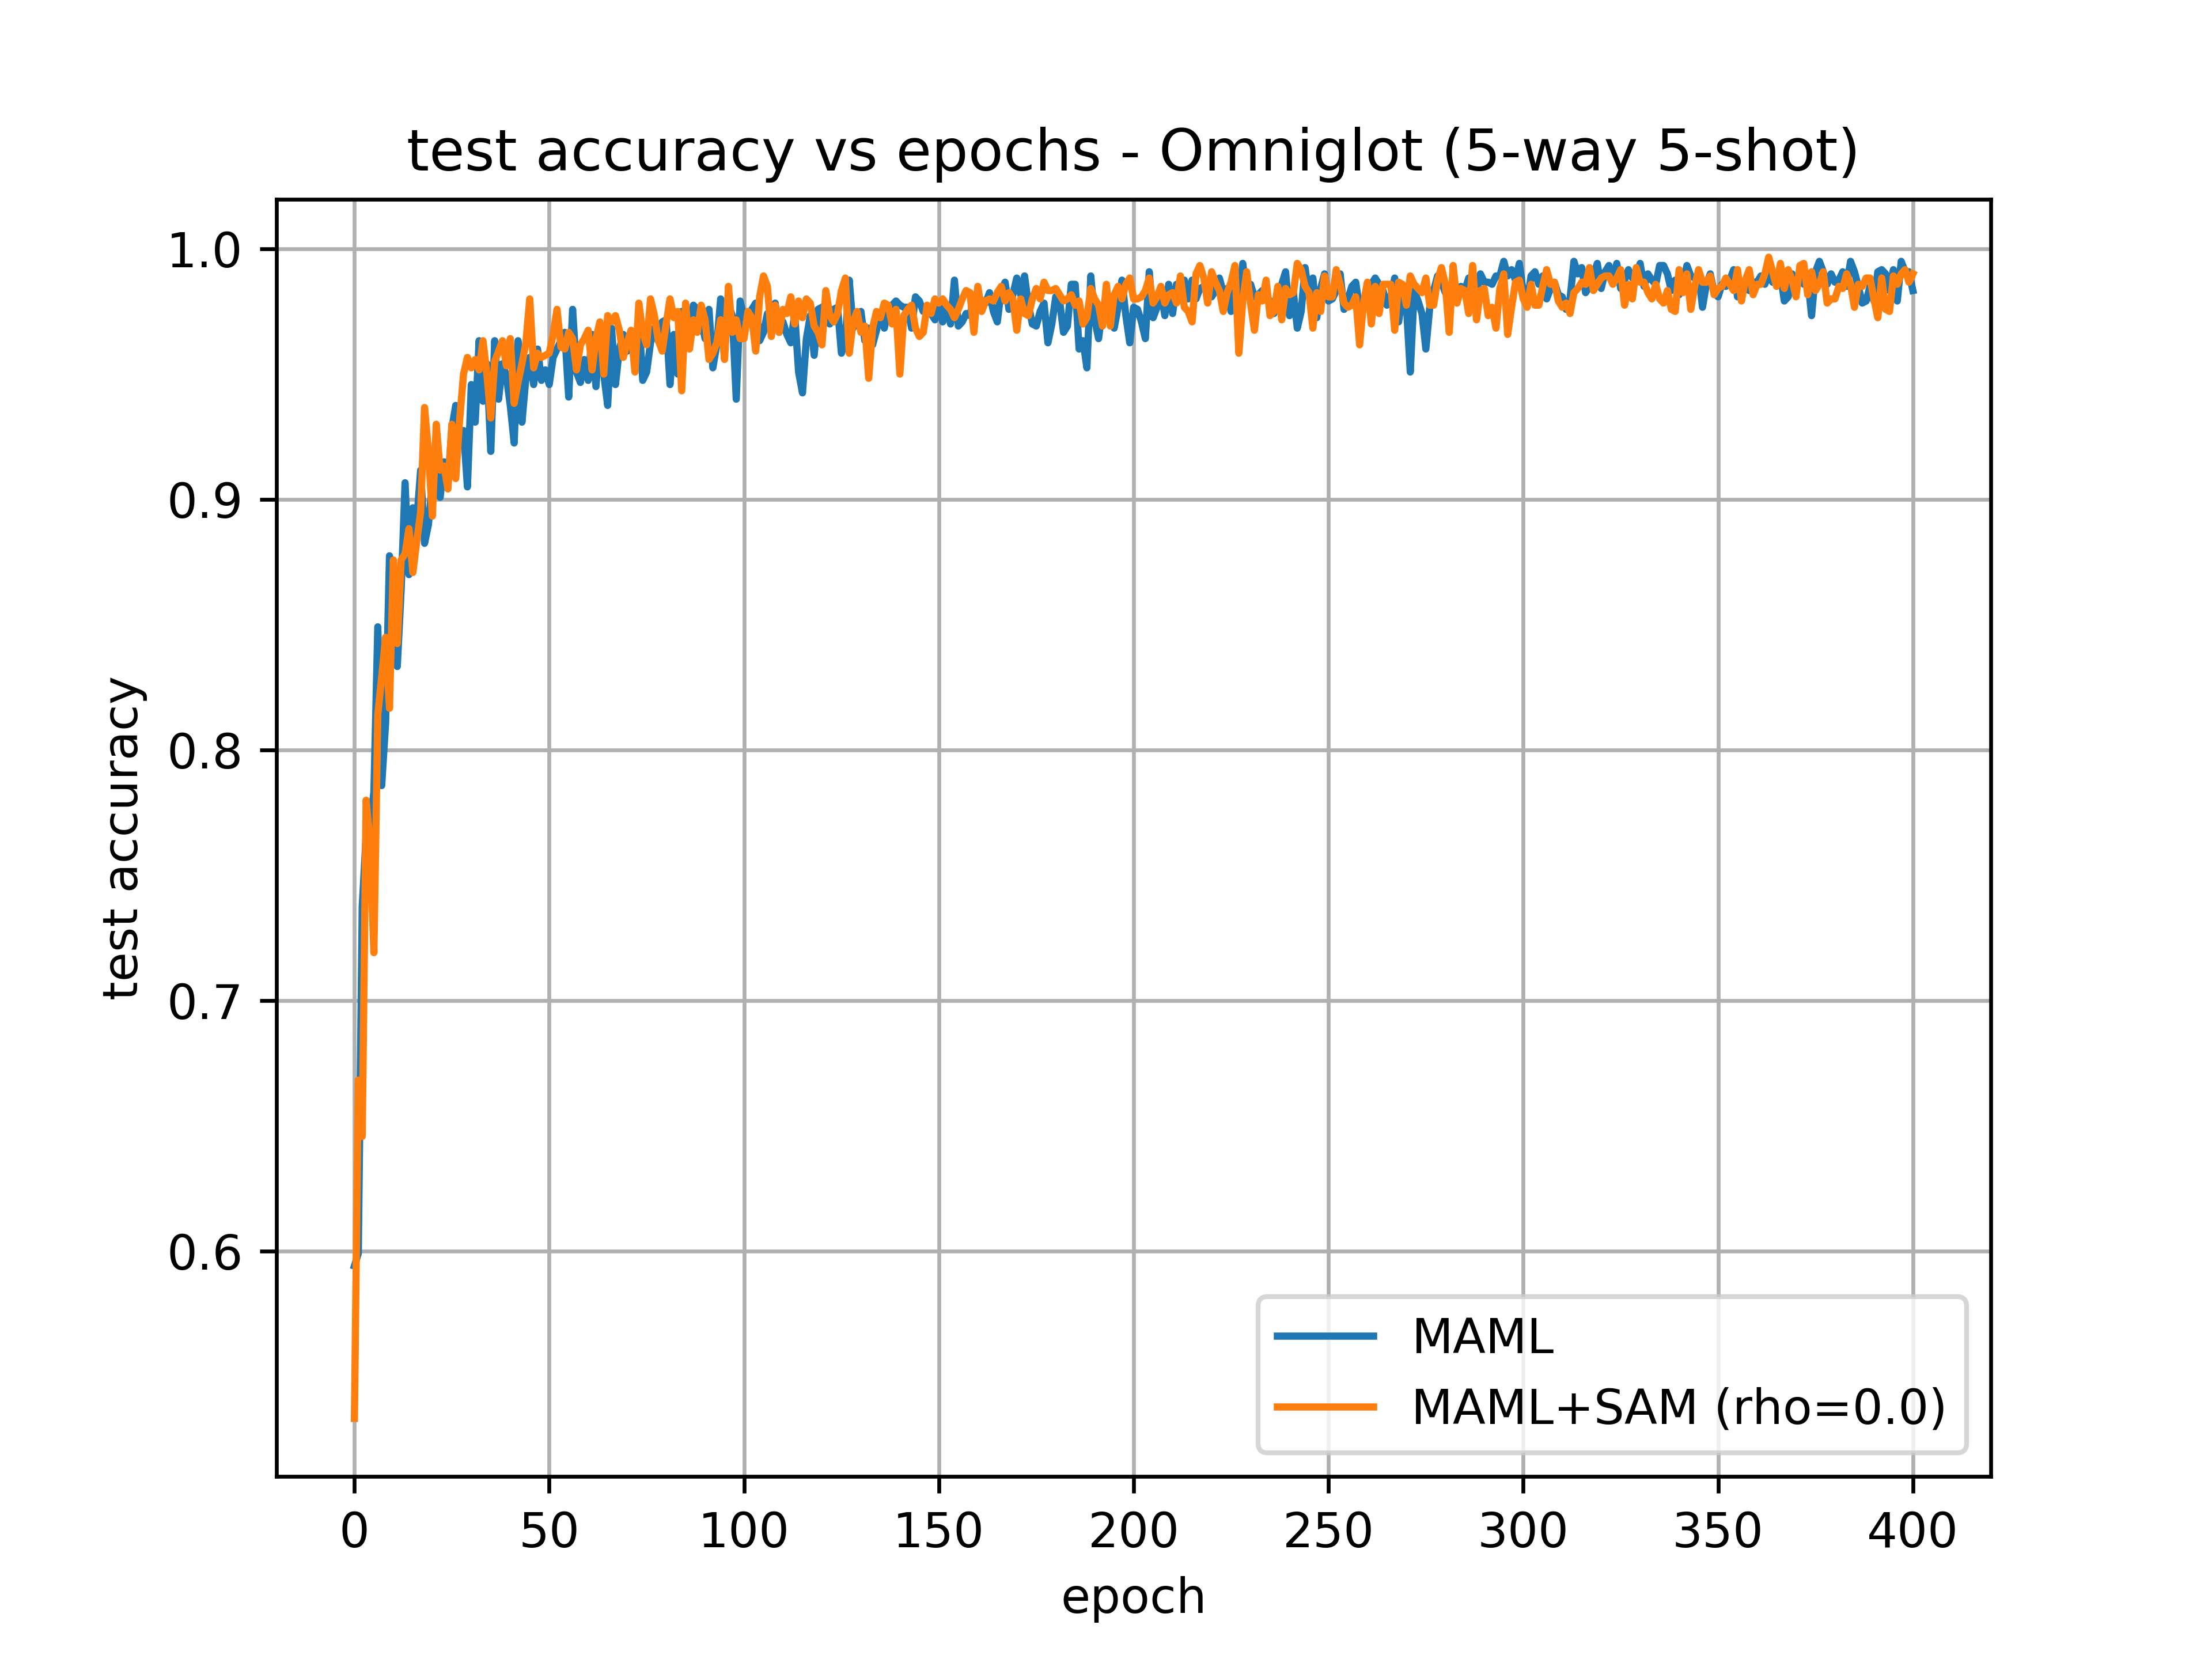 test accuracy vs epochs - Omniglot (5-way 5-shot)
1.0
0.9
0.8
0.7
0.6
test accuracy
MAML
MAML+SAM (rho=0.0)
0 50 100 150 200 250 300 350 400
epoch